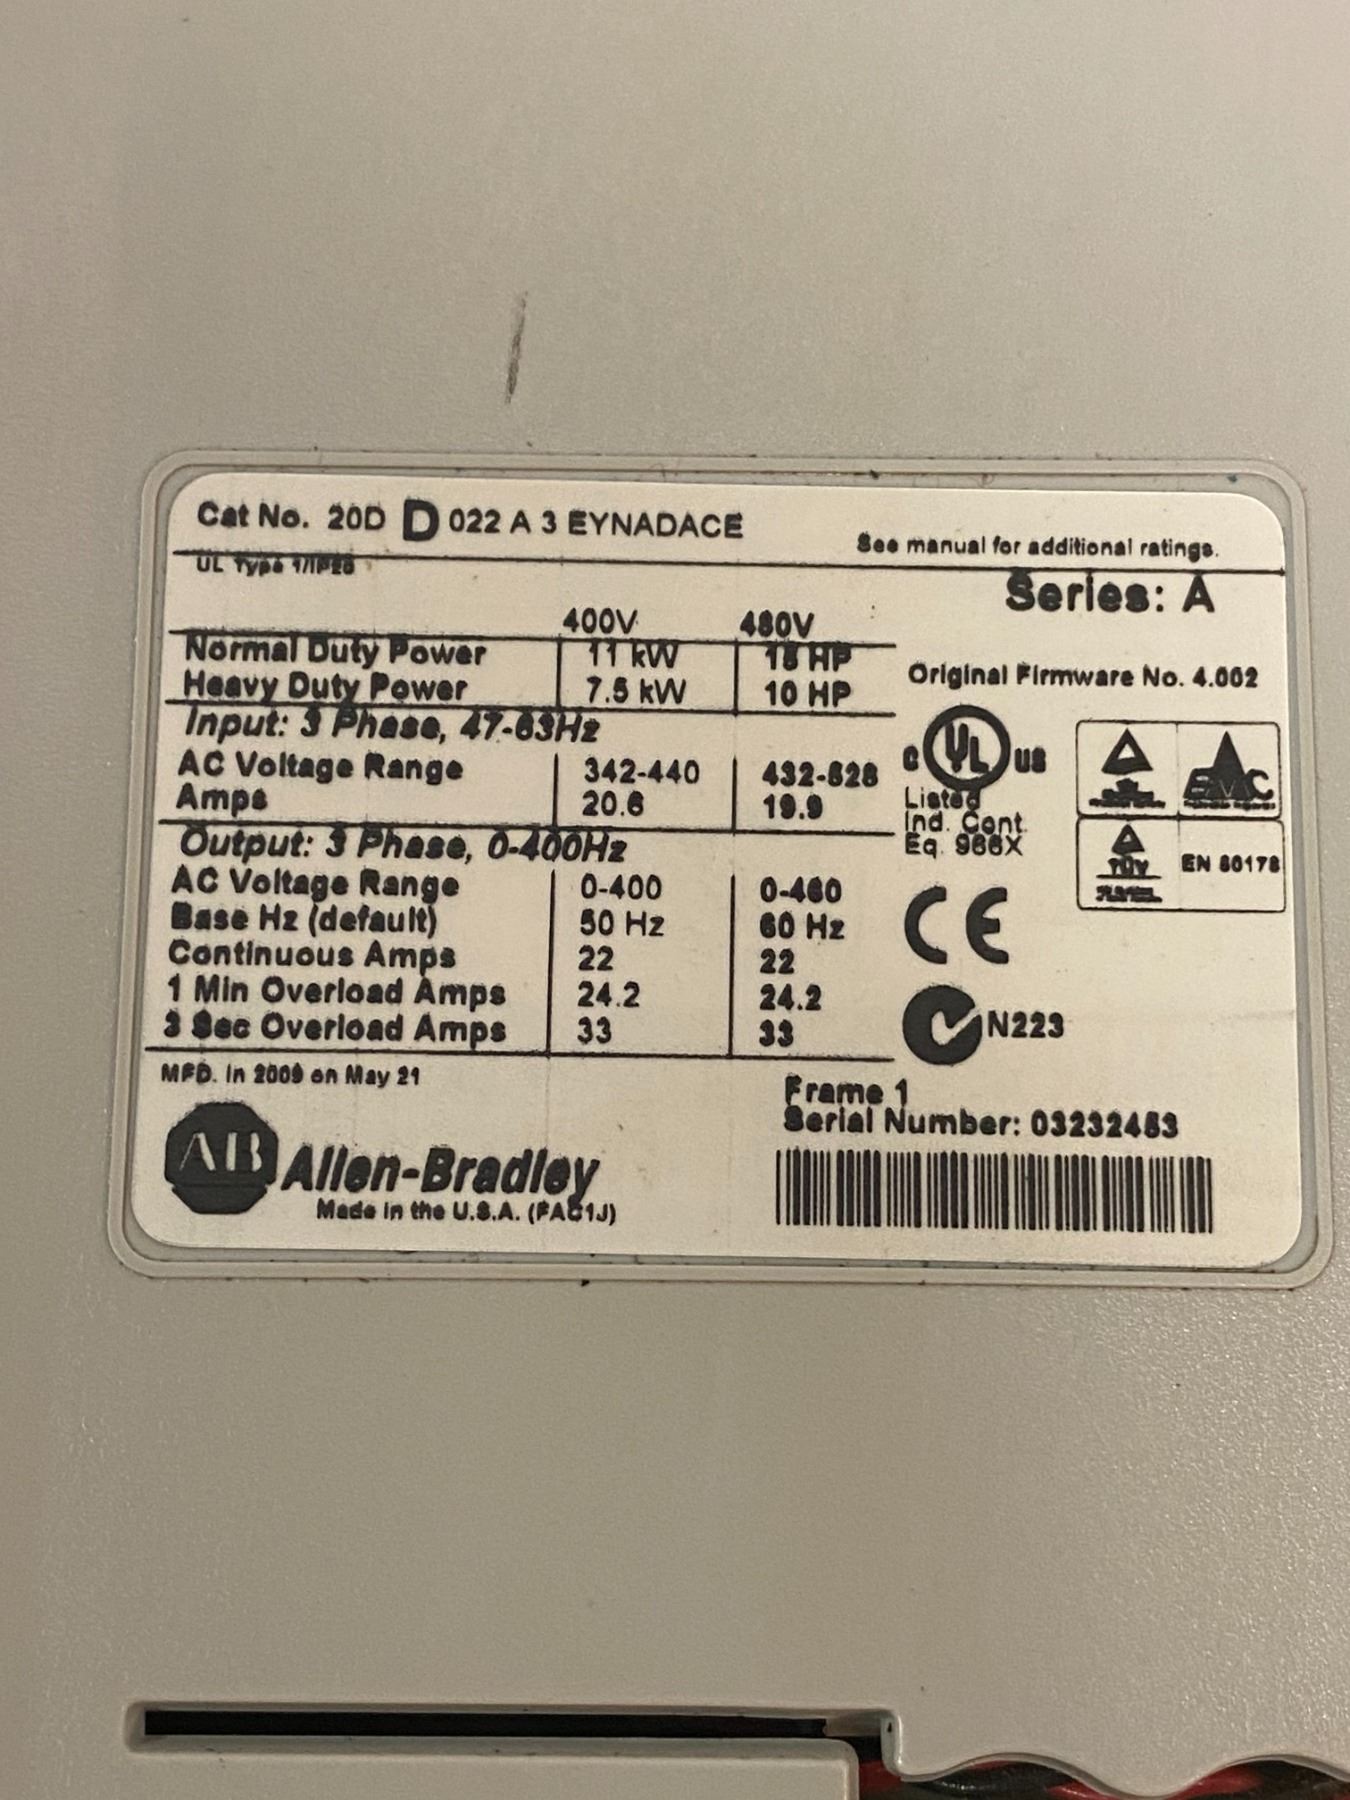 Cat No. 20D D 022 A 3 EYNADACE
See manual for additional ratings.
UL Type 1/IP20
Series: A
400V 480V
Normal Duty Power 11 kW 15 HP
Heavy Duty Power 7.5 kW 10 HP
Original Firmware No. 4.002
Input: 3 Phase, 47-63Hz
AC Voltage Range 342-440 432-528
Amps 20.6 19.9
C UL US
Listed
Ind. Cont.
Eq. 966X
EMC
TÜV
EN 50178
Output: 3 Phase, 0-400Hz
AC Voltage Range 0-400 0-460
Base Hz (default) 50 Hz 60 Hz
Continuous Amps 22 22
1 Min Overload Amps 24.2 24.2
3 Sec Overload Amps 33 33
CE
N223
MFD. in 2009 on May 21
Frame 1
Serial Number: 03232453
AB Allen-Bradley
Made in the U.S.A. (FAC1J)